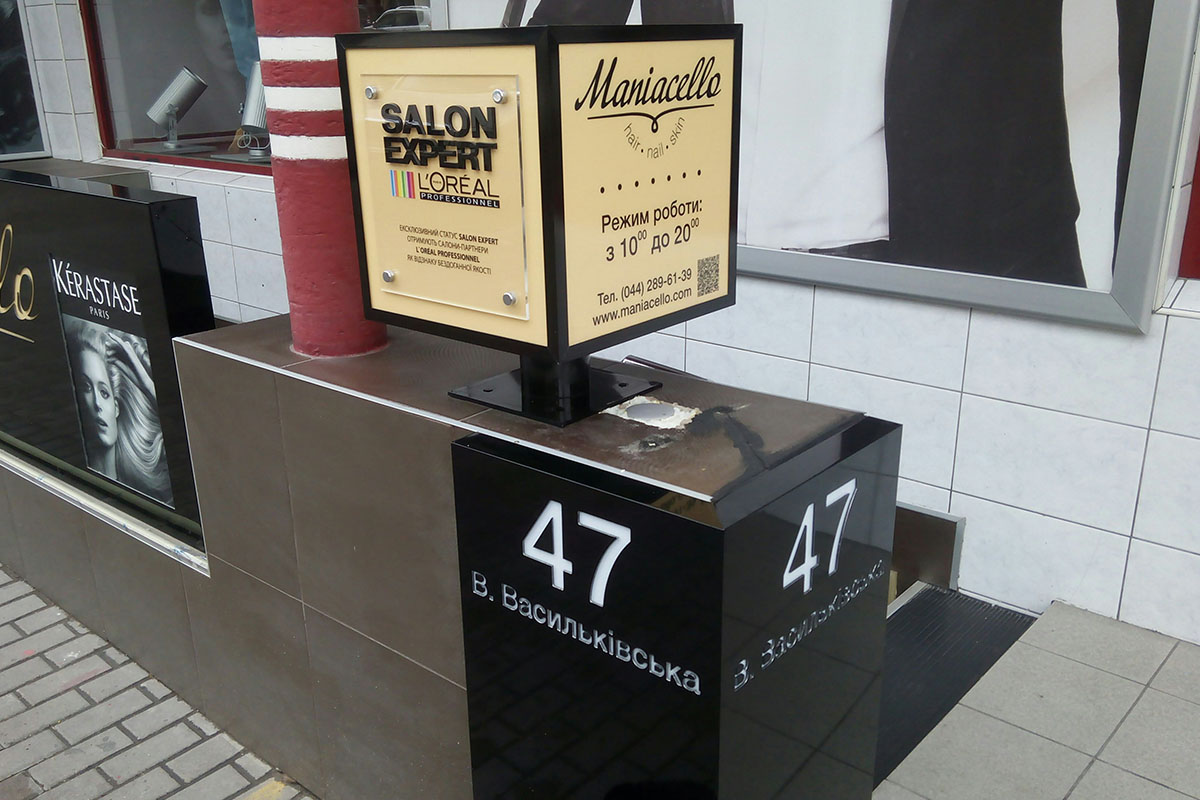 SALON
EXPERT
L'ORÉAL
PROFESSIONNEL
ЕКСКЛЮЗИВНИЙ СТАТУС SALON EXPERT
ОТРИМУЮТЬ САЛОНИ-ПАРТНЕРИ
L'OREAL PROFESSIONNEL
ЯК ВІДЗНАКУ БЕЗДОГАННОЇ ЯКОСТІ
Maniacello
hair • nail • skin
Режим роботи:
з 10⁰⁰ до 20⁰⁰
Тел. (044) 289-61-39
www.maniacello.com
lo
KÉRASTASE
PARIS
47
В. Васильківська
47
В. Васильківська